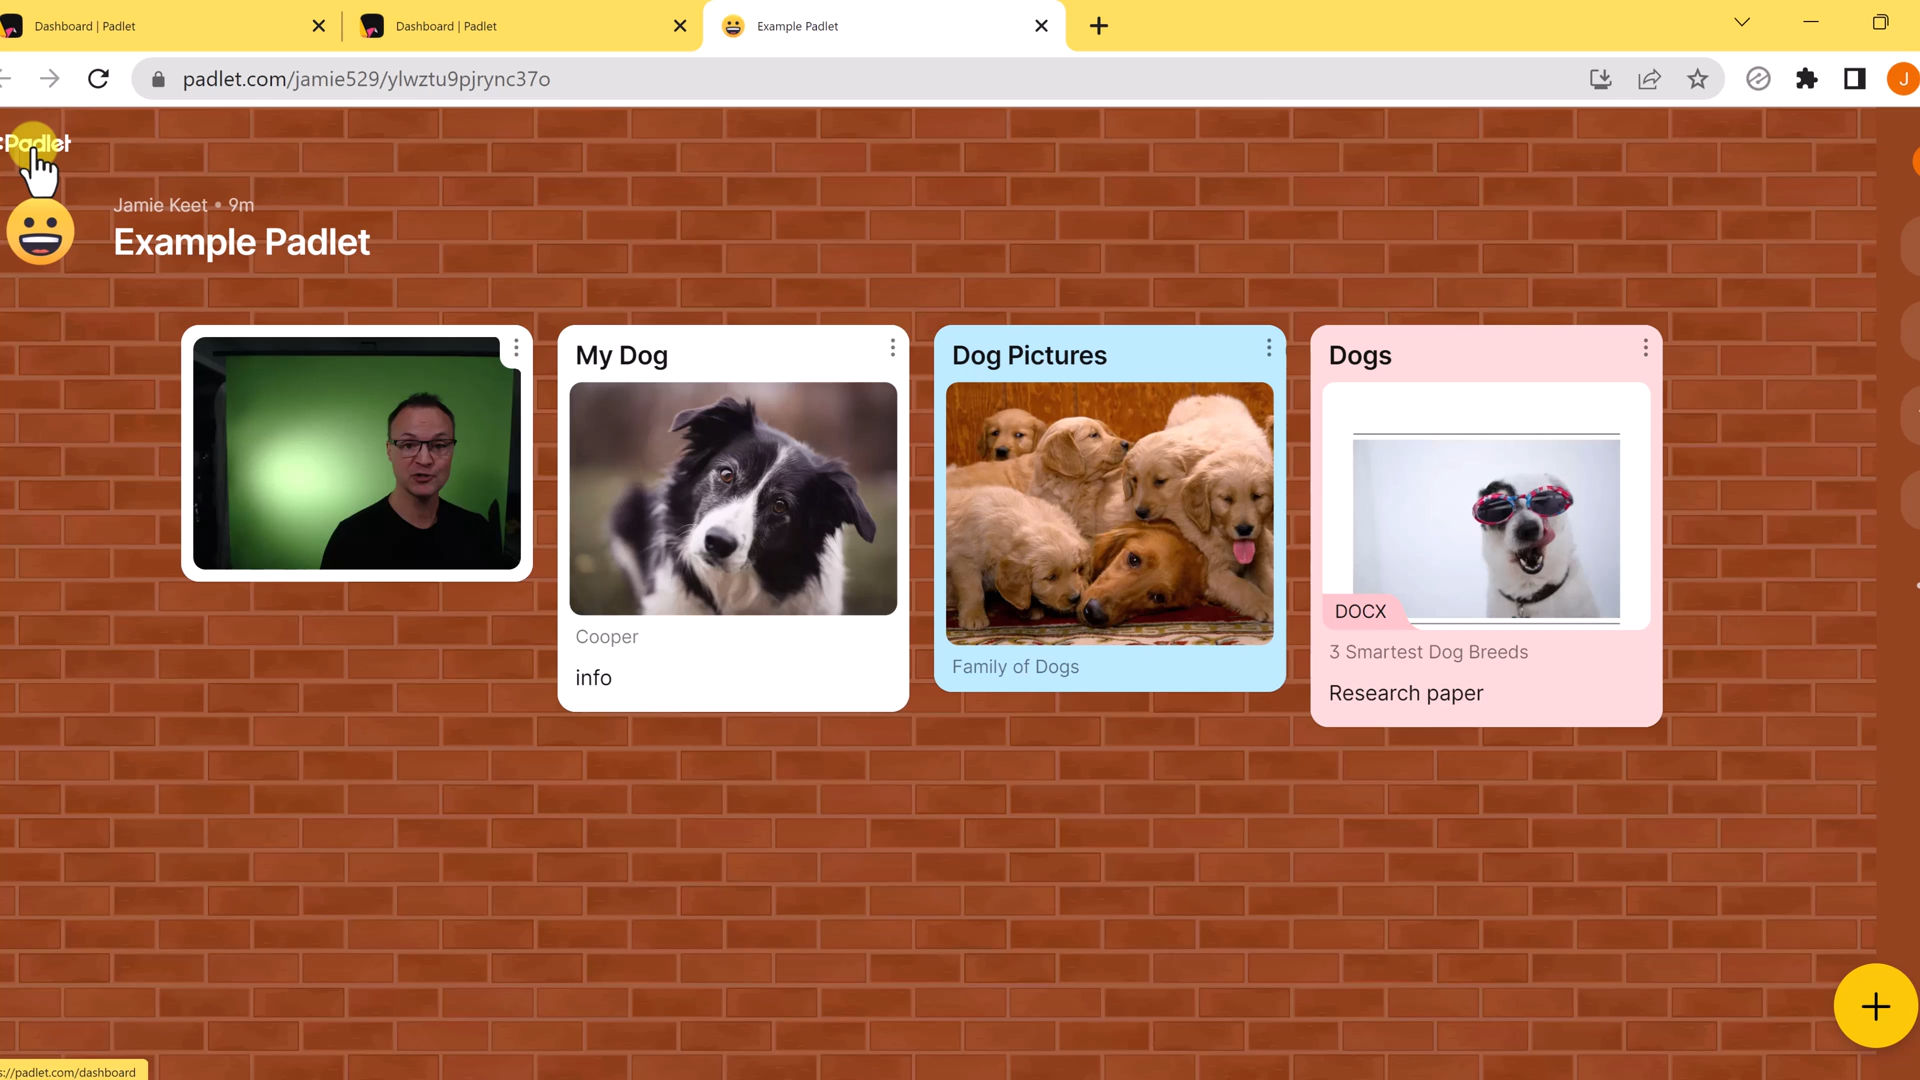 Dashboard | Padlet
Dashboard | Padlet
Example Padlet
padlet.com/jamie529/ylwztu9pjrync37o
J
:Padlet
Jamie Keet • 9m
Example Padlet
My Dog
Cooper
info
Dog Pictures
Family of Dogs
Dogs
DOCX
3 Smartest Dog Breeds
Research paper
s://padlet.com/dashboard